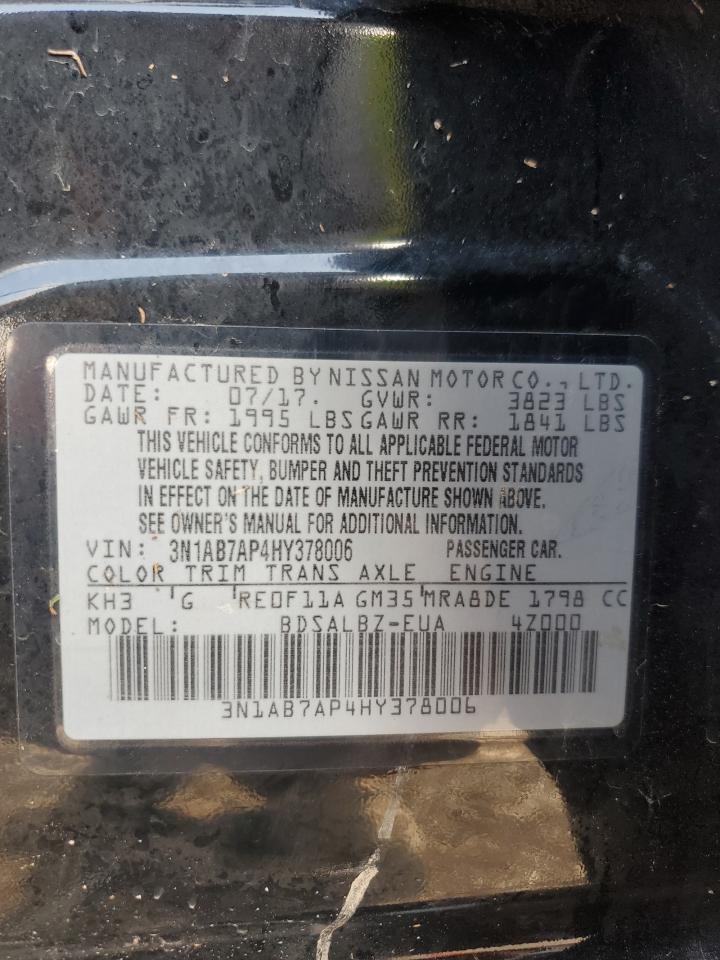 MANUFACTURED BY NISSAN MOTOR CO., LTD.
DATE: 07/17. GVWR: 3823 LBS
GAWR FR: 1995 LBS GAWR RR: 1841 LBS
THIS VEHICLE CONFORMS TO ALL APPLICABLE FEDERAL MOTOR
VEHICLE SAFETY, BUMPER AND THEFT PREVENTION STANDARDS
IN EFFECT ON THE DATE OF MANUFACTURE SHOWN ABOVE.
SEE OWNER'S MANUAL FOR ADDITIONAL INFORMATION.
VIN: 3N1AB7AP4HY378006 PASSENGER CAR.
COLOR TRIM TRANS AXLE ENGINE
KH3 'G 'RE0F11A GM35'MRA8DE 1798 CC
MODEL: BDSALBZ-EUA 4Z000
3N1AB7AP4HY378006